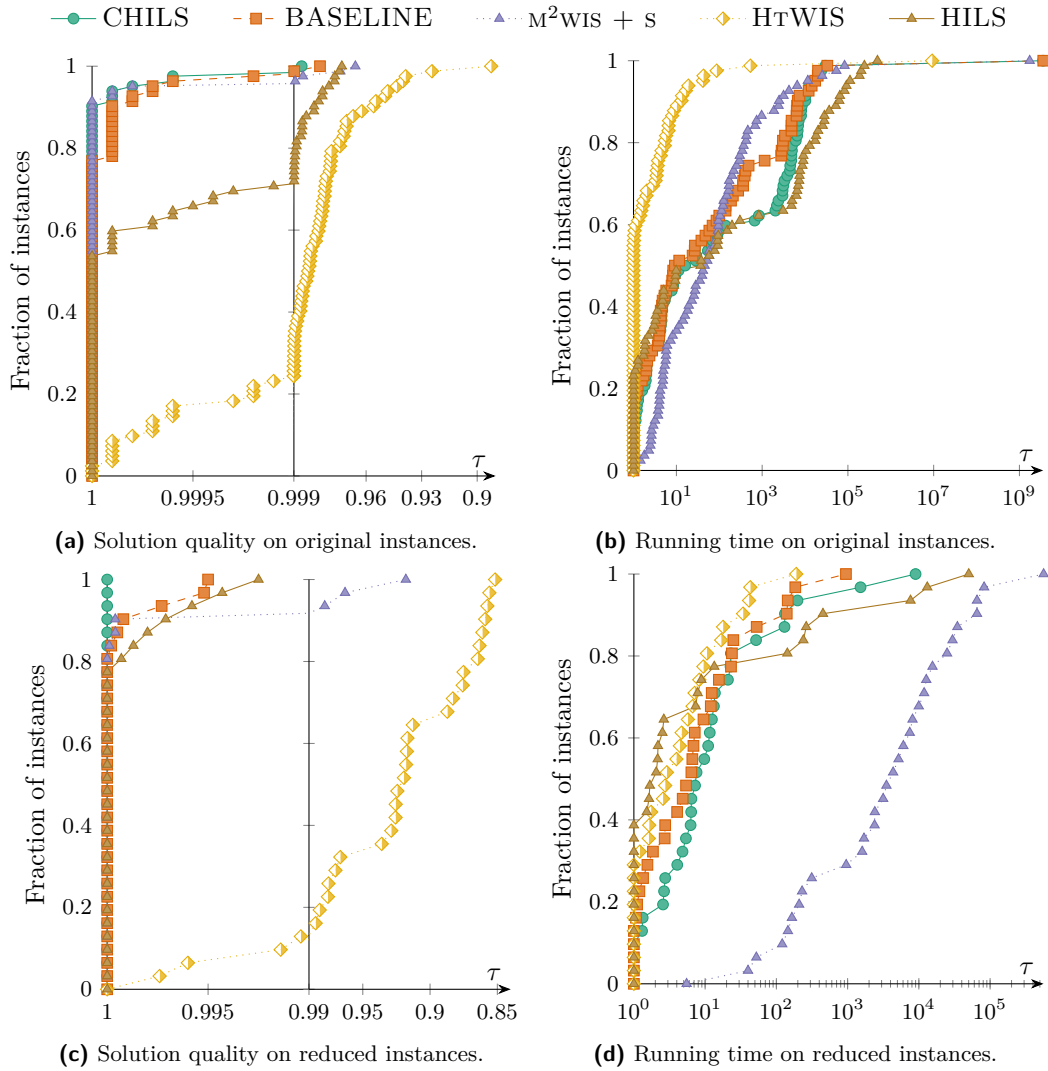 CHILS BASELINE M²WIS + S HTWIS HILS
1
0.8
0.6
0.4
0.2
0
Fraction of instances
τ
1 0.9995 0.999 0.96 0.93 0.9
(a) Solution quality on original instances.
1
0.8
0.6
0.4
0.2
0
Fraction of instances
τ
10¹ 10³ 10⁵ 10⁷ 10⁹
(b) Running time on original instances.
1
0.8
0.6
0.4
0.2
0
Fraction of instances
τ
1 0.995 0.99 0.95 0.9 0.85
(c) Solution quality on reduced instances.
1
0.8
0.6
0.4
0.2
0
Fraction of instances
τ
10⁰ 10¹ 10² 10³ 10⁴ 10⁵
(d) Running time on reduced instances.